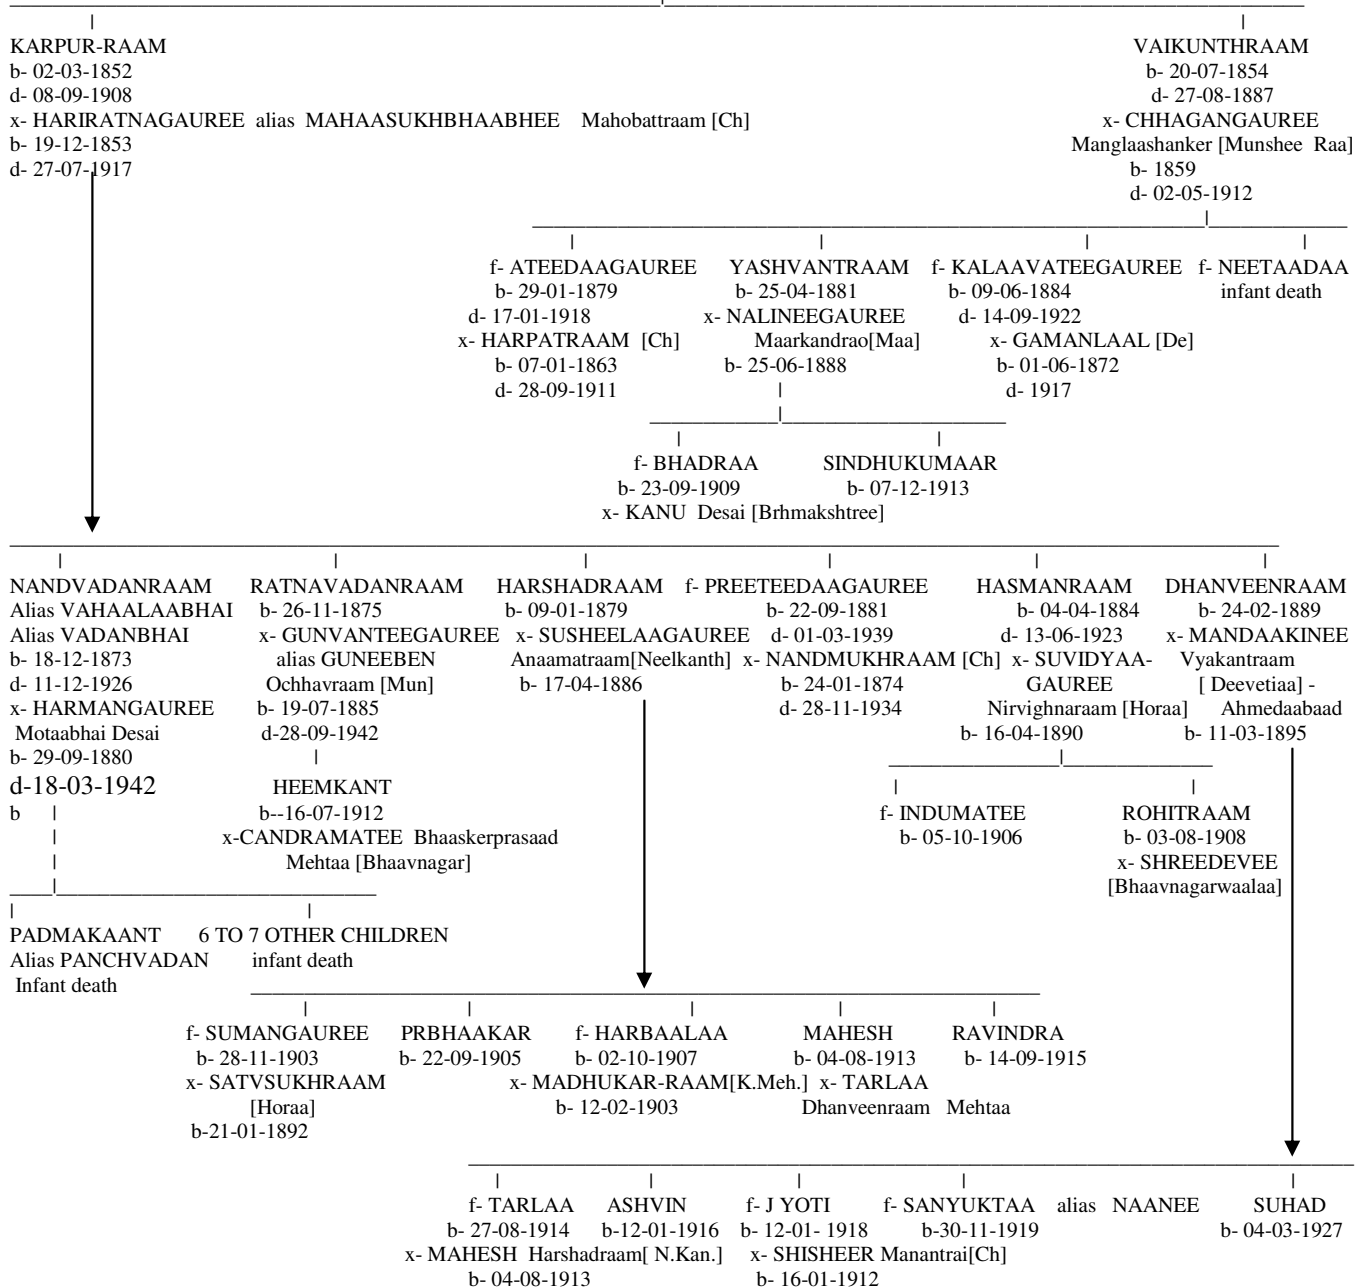 KARPUR-RAAM
b- 02-03-1852
d- 08-09-1908
x- HARIRATNAGAUREE alias MAHAASUKHBHAABHEE Mahobattraam [Ch]
b- 19-12-1853
d- 27-07-1917
VAIKUNTHRAAM
b- 20-07-1854
d- 27-08-1887
x- CHHAGANGAUREE
Manglaashanker [Munshee Raa]
b- 1859
d- 02-05-1912
f- ATEEDAAGAUREE
b- 29-01-1879
d- 17-01-1918
x- HARPATRAAM [Ch]
b- 07-01-1863
d- 28-09-1911
YASHVANTRAAM
b- 25-04-1881
x- NALINEEGAUREE
Maarkandrao[Maa]
b- 25-06-1888
f- KALAAVATEEGAUREE
b- 09-06-1884
d- 14-09-1922
x- GAMANLAAL [De]
b- 01-06-1872
d- 1917
f- NEETAADAA
infant death
f- BHADRAA
b- 23-09-1909
x- KANU Desai [Brhmakshtree]
SINDHUKUMAAR
b- 07-12-1913
NANDVADANRAAM
Alias VAHAALAABHAI
Alias VADANBHAI
b- 18-12-1873
d- 11-12-1926
x- HARMANGAUREE
Motaabhai Desai
b- 29-09-1880
d-18-03-1942
b
RATNAVADANRAAM
b- 26-11-1875
x- GUNVANTEEGAUREE
alias GUNEEBEN
Ochhavraam [Mun]
b- 19-07-1885
d-28-09-1942
HEEMKANT
b--16-07-1912
x-CANDRAMATEE Bhaaskerprasaad
Mehtaa [Bhaavnagar]
HARSHADRAAM
b- 09-01-1879
x- SUSHEELAAGAUREE
Anaamatraam[Neelkanth]
b- 17-04-1886
f- PREETEEDAAGAUREE
b- 22-09-1881
d- 01-03-1939
x- NANDMUKHRAAM [Ch]
b- 24-01-1874
d- 28-11-1934
HASMANRAAM
b- 04-04-1884
d- 13-06-1923
x- SUVIDYAA-
GAUREE
Nirvighnaraam [Horaa]
b- 16-04-1890
DHANVEENRAAM
b- 24-02-1889
x- MANDAAKINEE
Vyakantraam
[ Deevetiaa] -
Ahmedaabaad
b- 11-03-1895
f- INDUMATEE
b- 05-10-1906
ROHITRAAM
b- 03-08-1908
x- SHREEDEVEE
[Bhaavnagarwaalaa]
PADMAKAANT
Alias PANCHVADAN
Infant death
6 TO 7 OTHER CHILDREN
infant death
f- SUMANGAUREE
b- 28-11-1903
x- SATVSUKHRAAM
[Horaa]
b-21-01-1892
PRBHAAKAR
b- 22-09-1905
f- HARBAALAA
b- 02-10-1907
x- MADHUKAR-RAAM[K.Meh.]
b- 12-02-1903
MAHESH
b- 04-08-1913
x- TARLAA
Dhanveenraam Mehtaa
RAVINDRA
b- 14-09-1915
f- TARLAA
b- 27-08-1914
x- MAHESH Harshadraam[ N.Kan.]
b- 04-08-1913
ASHVIN
b-12-01-1916
f- J YOTI
b- 12-01- 1918
x- SHISHEER Manantrai[Ch]
b- 16-01-1912
f- SANYUKTAA alias NAANEE
b-30-11-1919
SUHAD
b- 04-03-1927